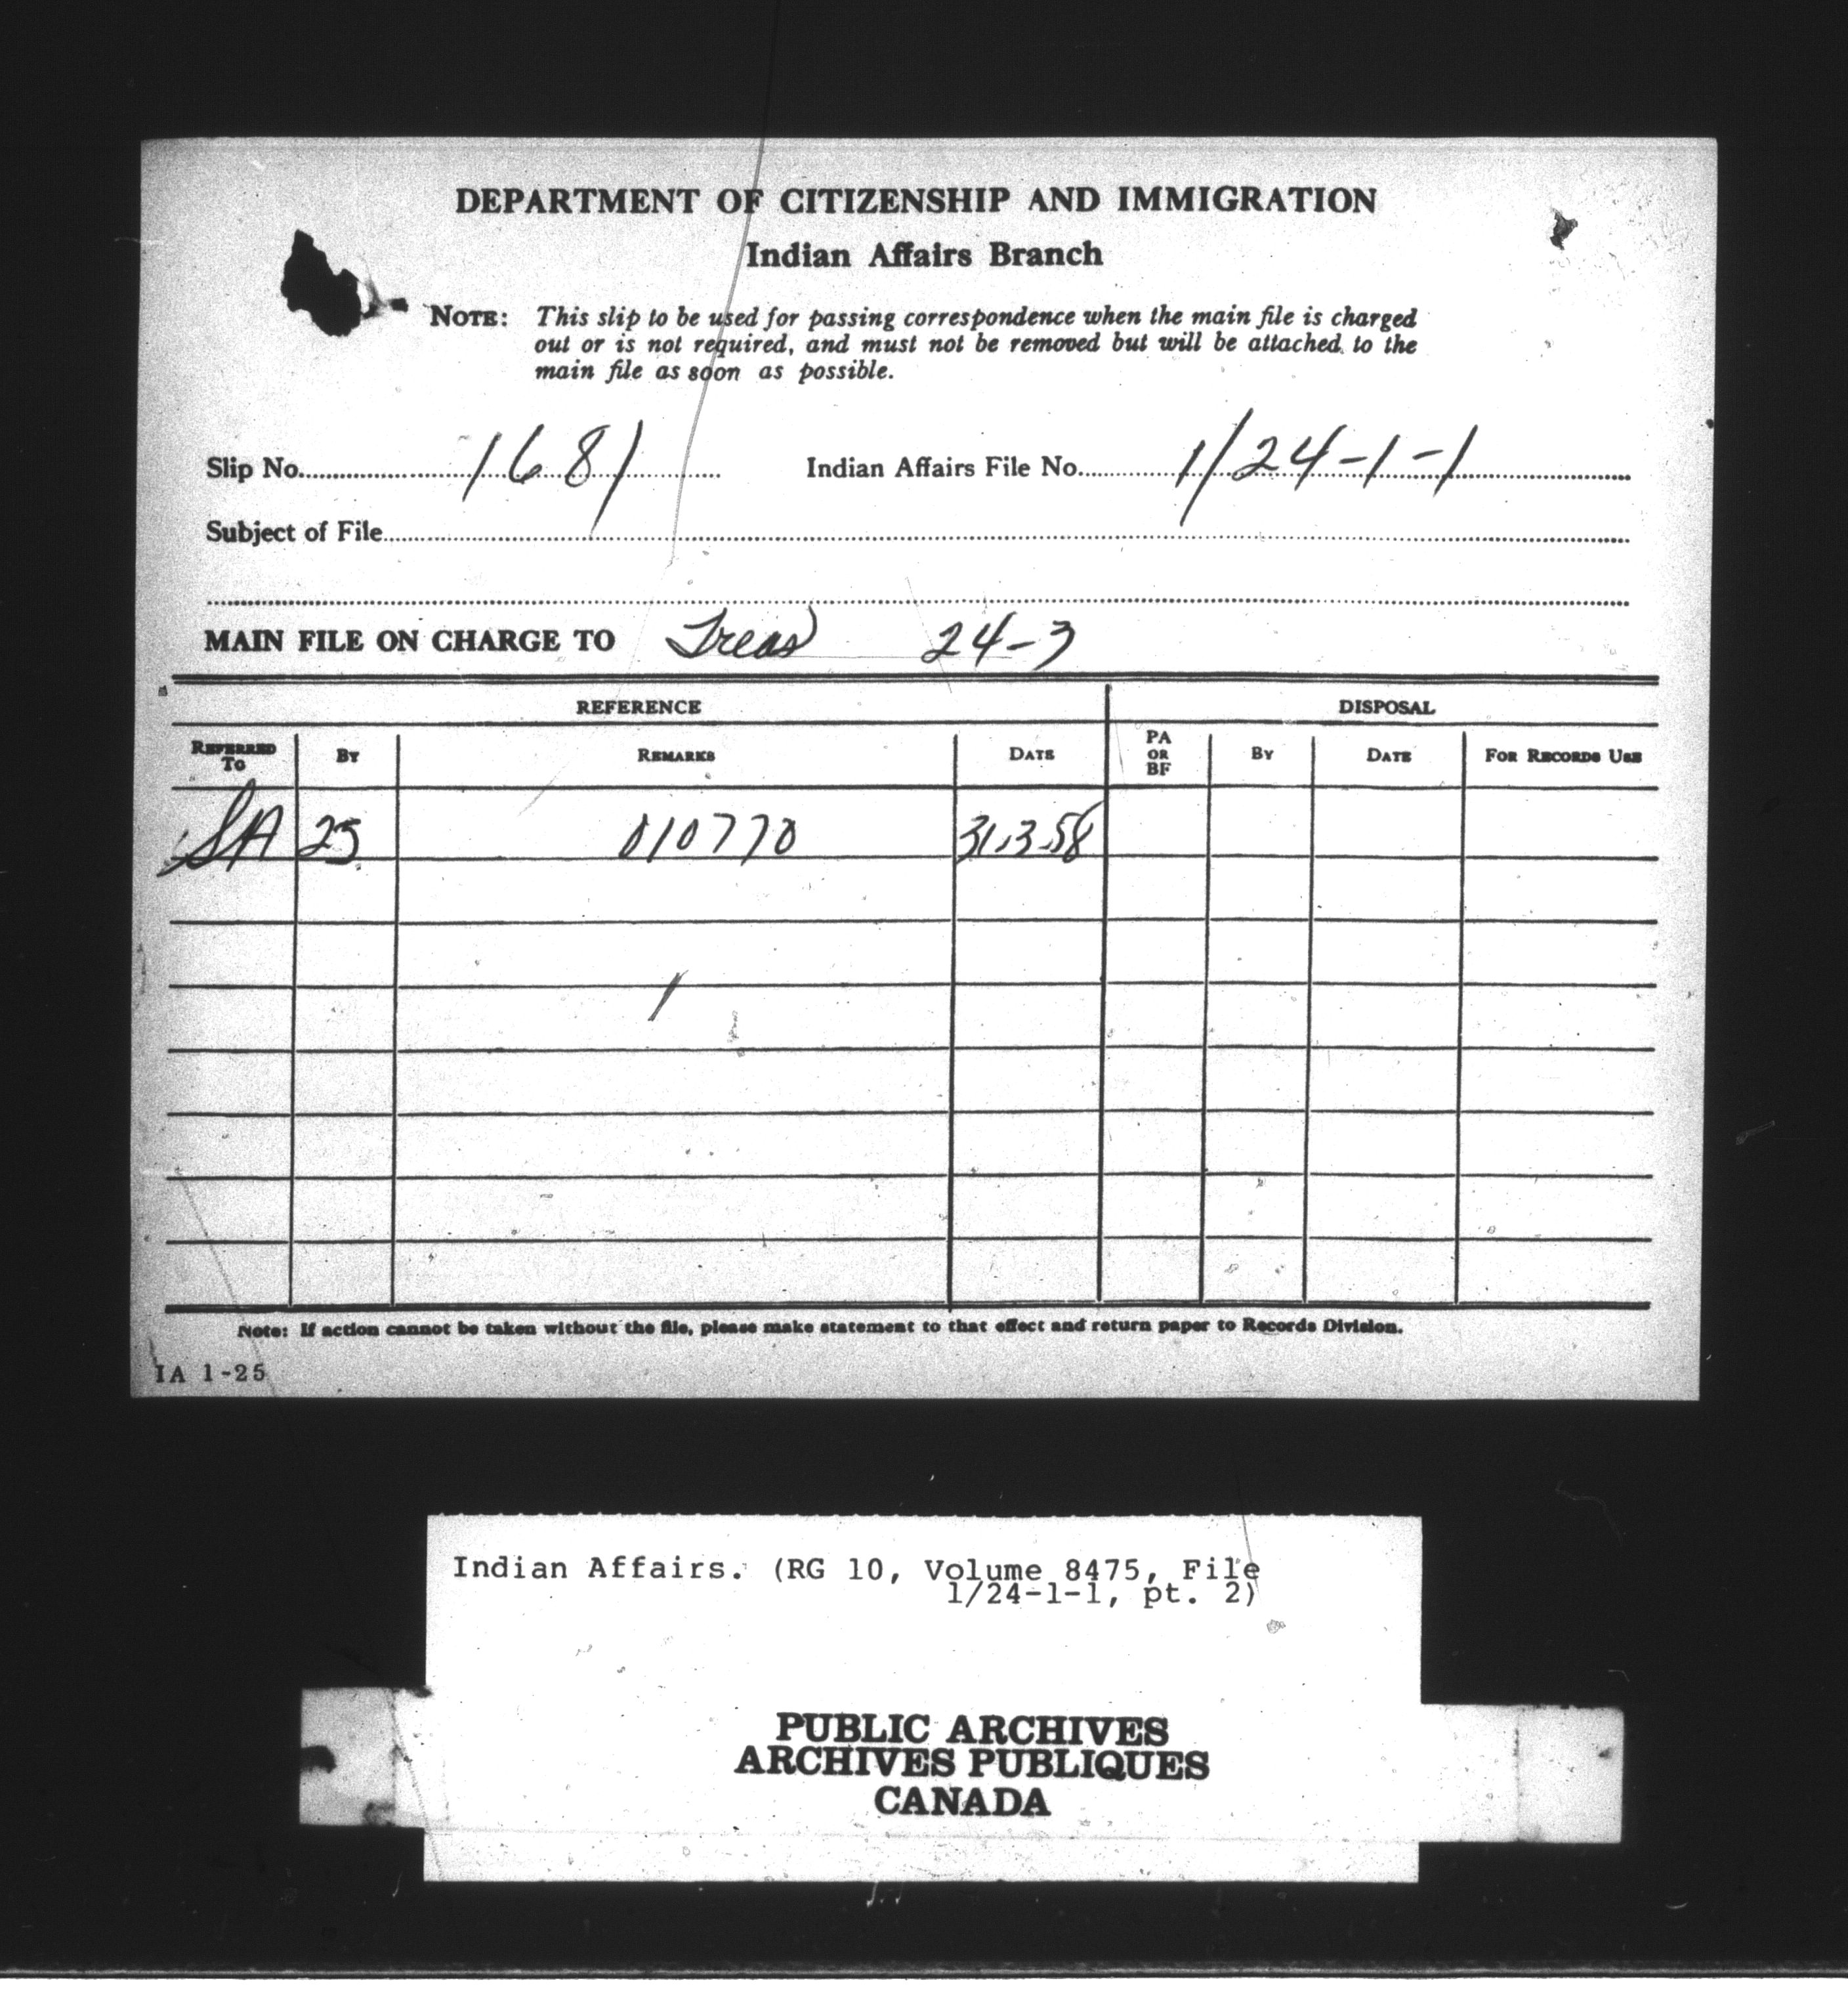 DEPARTMENT OF CITIZENSHIP AND IMMIGRATION
Indian Affairs Branch
NOTE: This slip to be used for passing correspondence when the main file is charged
out or is not required, and must not be removed but will be attached to the
main file as soon as possible.
Slip No. 1681 Indian Affairs File No. 1/24-1-1
Subject of File
MAIN FILE ON CHARGE TO Treas 24-3
REFERENCE DISPOSAL
REFERRED TO BY REMARKS DATE PA OR BF BY DATE FOR RECORDS USE
SA 25 010770 31.3.58
Note: If action cannot be taken without the file, please make statement to that effect and return paper to Records Division.
IA 1-25
Indian Affairs. (RG 10, Volume 8475, File
1/24-1-1, pt. 2)
PUBLIC ARCHIVES
ARCHIVES PUBLIQUES
CANADA